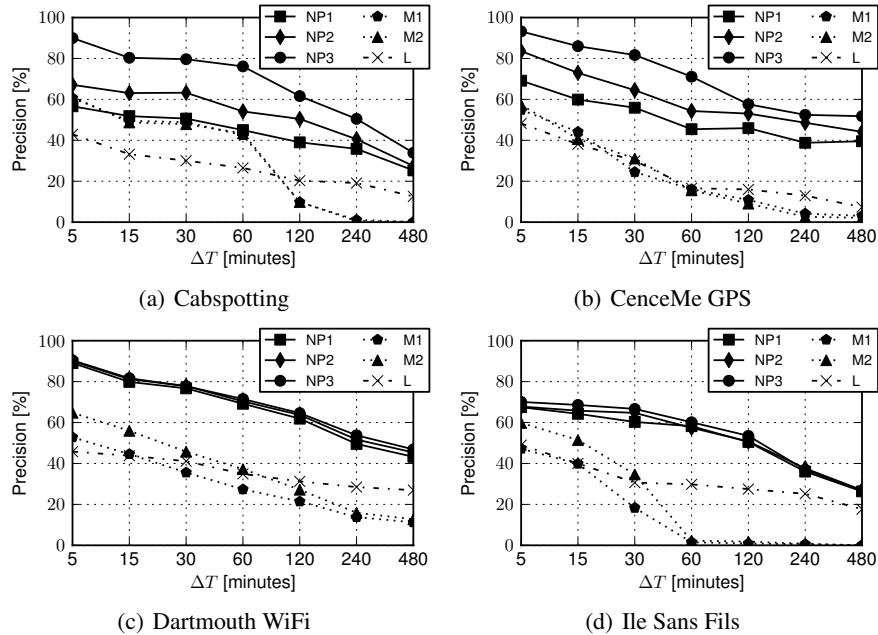 100
80
60
40
20
0
Precision [%]
NP1
NP2
NP3
M1
M2
L
5 15 30 60 120 240 480
ΔT [minutes]
(a) Cabspotting
100
80
60
40
20
0
Precision [%]
NP1
NP2
NP3
M1
M2
L
5 15 30 60 120 240 480
ΔT [minutes]
(b) CenceMe GPS
100
80
60
40
20
0
Precision [%]
NP1
NP2
NP3
M1
M2
L
5 15 30 60 120 240 480
ΔT [minutes]
(c) Dartmouth WiFi
100
80
60
40
20
0
Precision [%]
NP1
NP2
NP3
M1
M2
L
5 15 30 60 120 240 480
ΔT [minutes]
(d) Ile Sans Fils